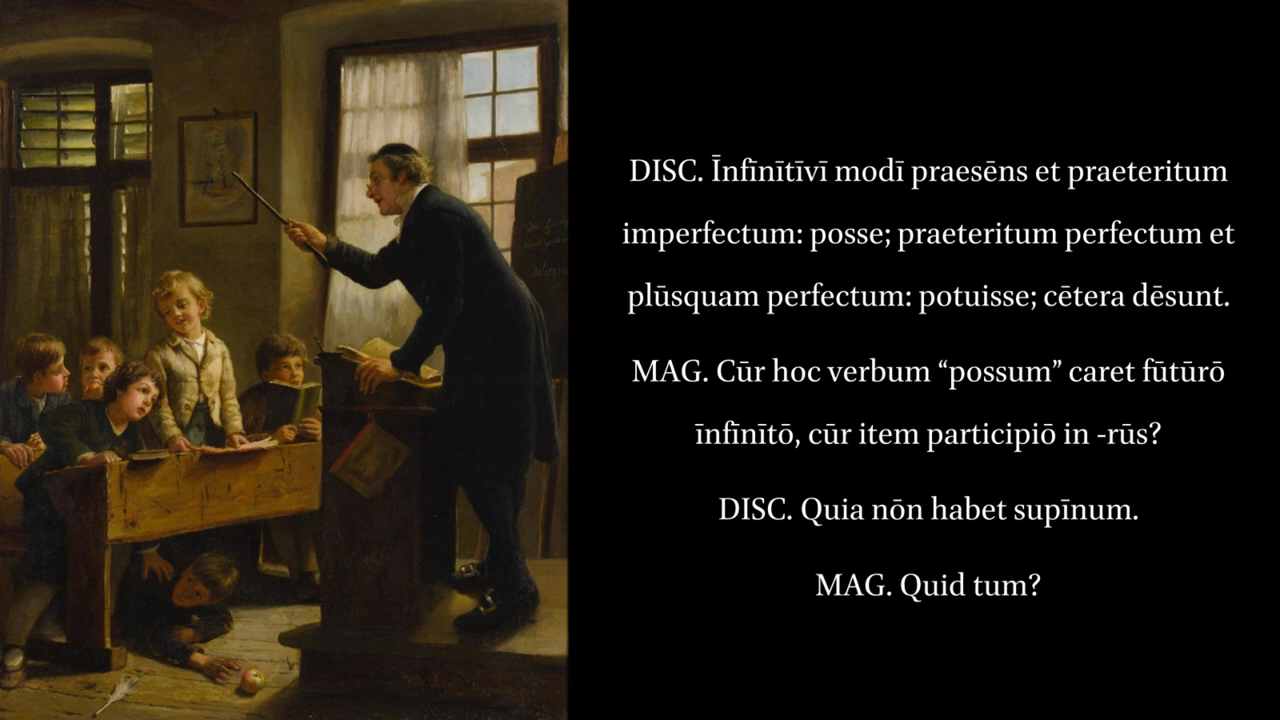 DISC. Īnfīnītīvī modī praesēns et praeteritum
imperfectum: posse; praeteritum perfectum et
plūsquam perfectum: potuisse; cētera dēsunt.
MAG. Cūr hoc verbum “possum” caret fūtūrō
īnfīnītō, cūr item participiō in -rūs?
DISC. Quia nōn habet supīnum.
MAG. Quid tum?